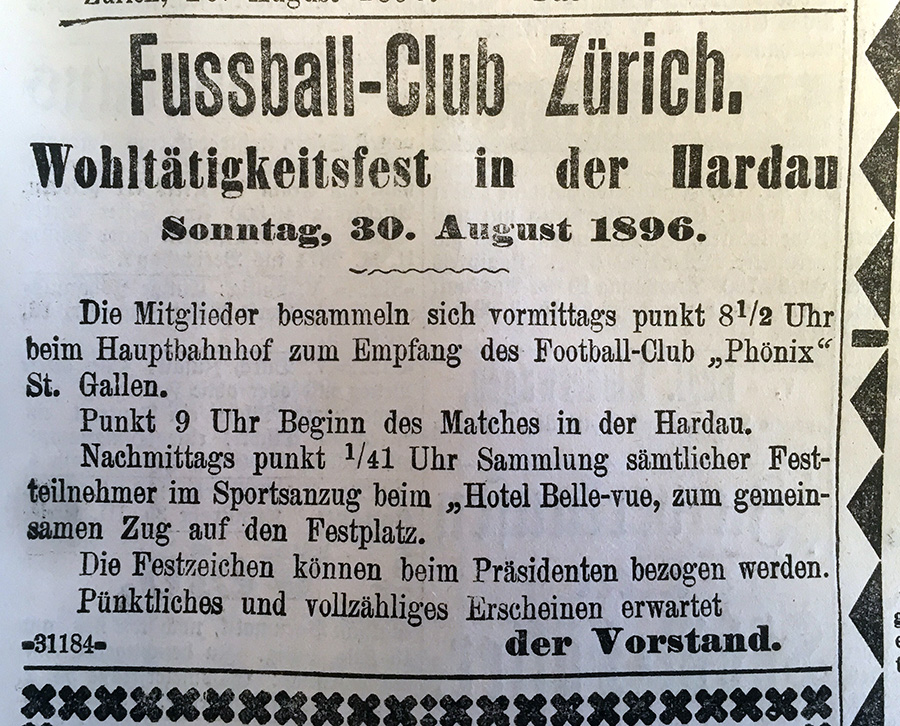 Fussball-Club Zürich.
Wohltätigkeitsfest in der Hardau
Sonntag, 30. August 1896.
Die Mitglieder besammeln sich vormittags punkt 8 1/2 Uhr
beim Hauptbahnhof zum Empfang des Football-Club „Phönix“
St. Gallen.
Punkt 9 Uhr Beginn des Matches in der Hardau.
Nachmittags punkt 1/41 Uhr Sammlung sämtlicher Fest-
teilnehmer im Sportsanzug beim „Hotel Belle-vue, zum gemein-
samen Zug auf den Festplatz.
Die Festzeichen können beim Präsidenten bezogen werden.
Pünktliches und vollzähliges Erscheinen erwartet
-31184- der Vorstand.